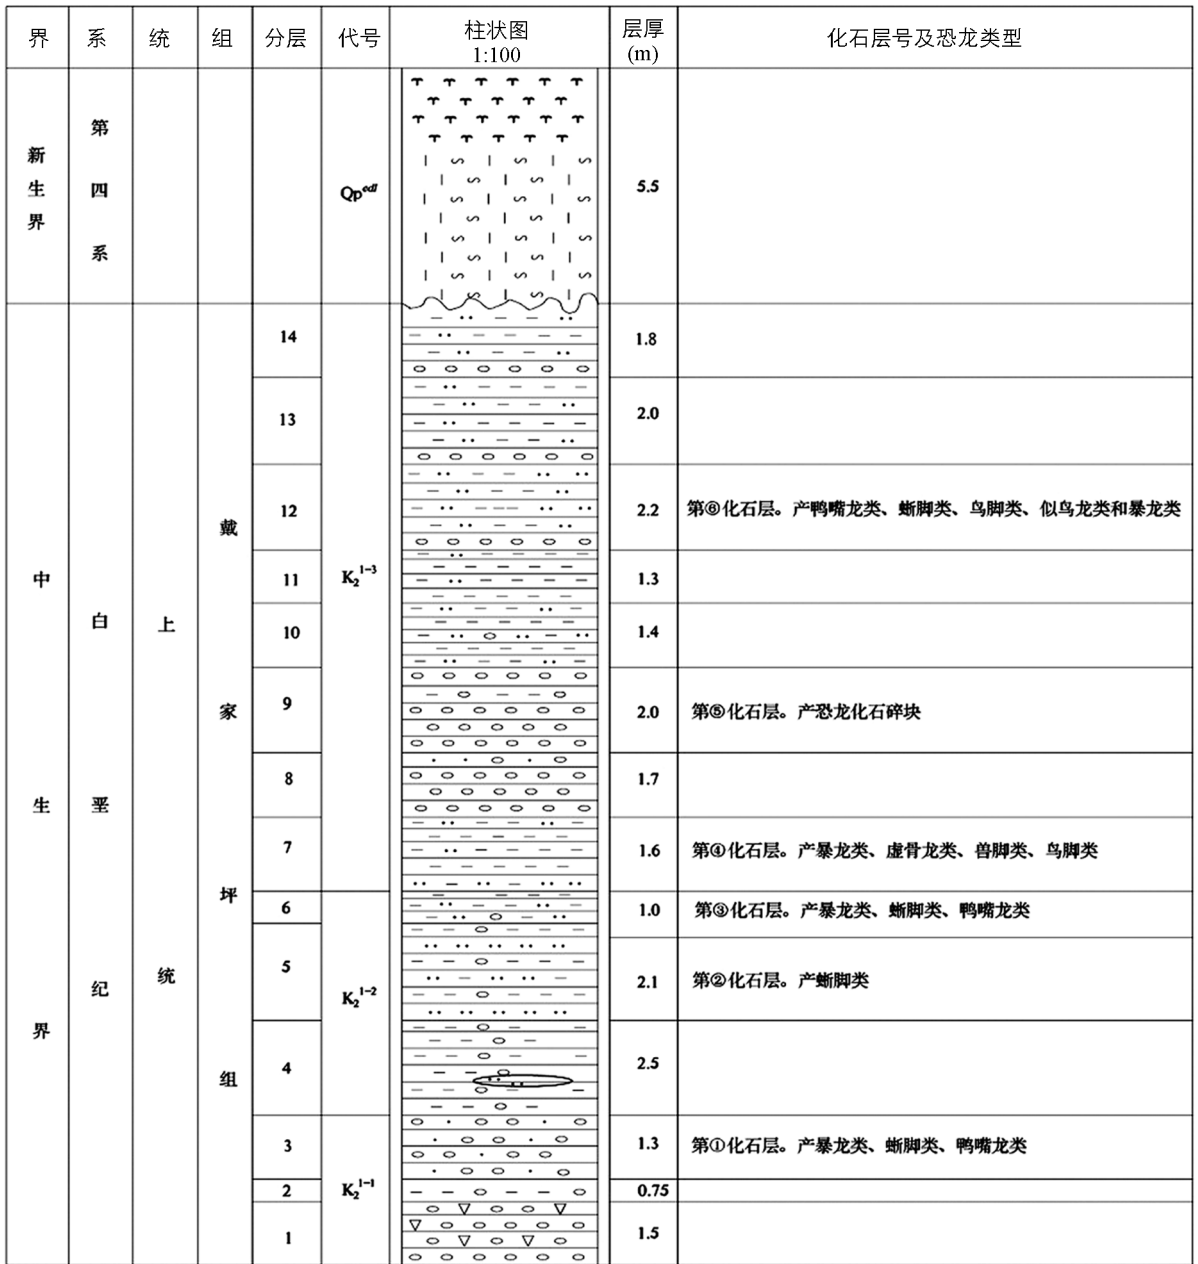 界 系 统 组 分层 代号 柱状图 层厚 化石层号及恐龙类型
1:100 (m)
新生界 第四系 Qp^edl 5.5
中生界 白垩纪 上统 戴家坪组
14 1.8
13 2.0
12 2.2 第⑥化石层。产鸭嘴龙类、蜥脚类、鸟脚类、似鸟龙类和暴龙类
11 K₂¹⁻³ 1.3
10 1.4
9 2.0 第⑤化石层。产恐龙化石碎块
8 1.7
7 1.6 第④化石层。产暴龙类、虚骨龙类、兽脚类、鸟脚类
6 1.0 第③化石层。产暴龙类、蜥脚类、鸭嘴龙类
5 K₂¹⁻² 2.1 第②化石层。产蜥脚类
4 2.5
3 1.3 第①化石层。产暴龙类、蜥脚类、鸭嘴龙类
2 K₂¹⁻¹ 0.75
1 1.5